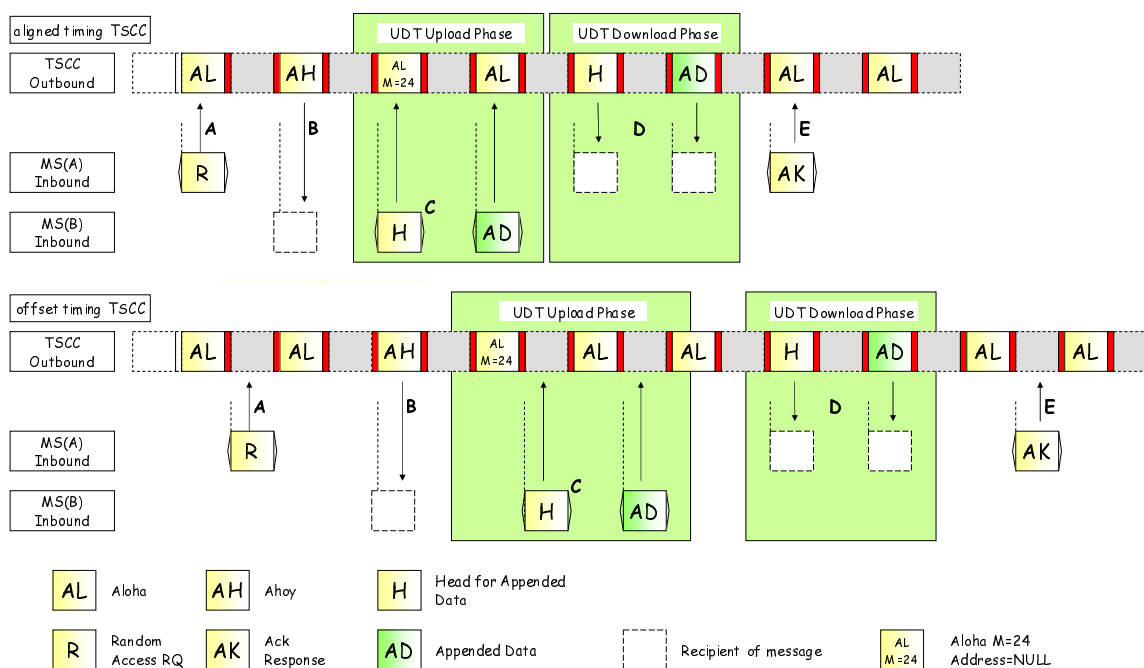 aligned timing TSCC
UDT Upload Phase
UDT Download Phase
TSCC
Outbound
AL
AH
AL
M=24
AL
H
AD
AL
AL
A
B
D
E
MS(A)
Inbound
R
AK
MS(B)
Inbound
H
C
AD
offset timing TSCC
UDT Upload Phase
UDT Download Phase
TSCC
Outbound
AL
AL
AH
AL
M=24
AL
AL
H
AD
AL
AL
A
B
D
E
MS(A)
Inbound
R
AK
MS(B)
Inbound
H
C
AD
AL
Aloha
AH
Ahoy
H
Head for Appended
Data
R
Random
Access RQ
AK
Ack
Response
AD
Appended Data
Recipient of message
AL
M=24
Aloha M=24
Address=NULL